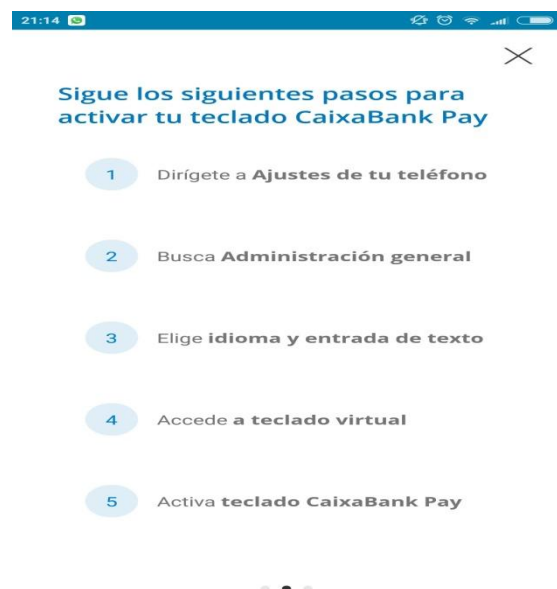 21:14
Sigue los siguientes pasos para
activar tu teclado CaixaBank Pay
1 Dirígete a Ajustes de tu teléfono
2 Busca Administración general
3 Elige idioma y entrada de texto
4 Accede a teclado virtual
5 Activa teclado CaixaBank Pay